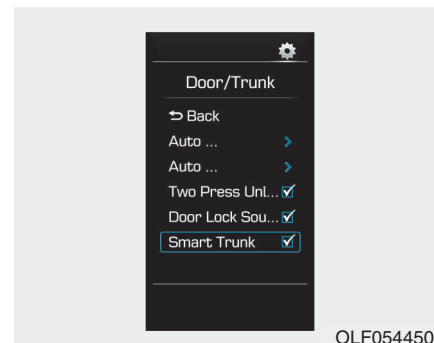 Door/Trunk
Back
Auto ...
Auto ...
Two Press Unl...
Door Lock Sou...
Smart Trunk
OLF054450